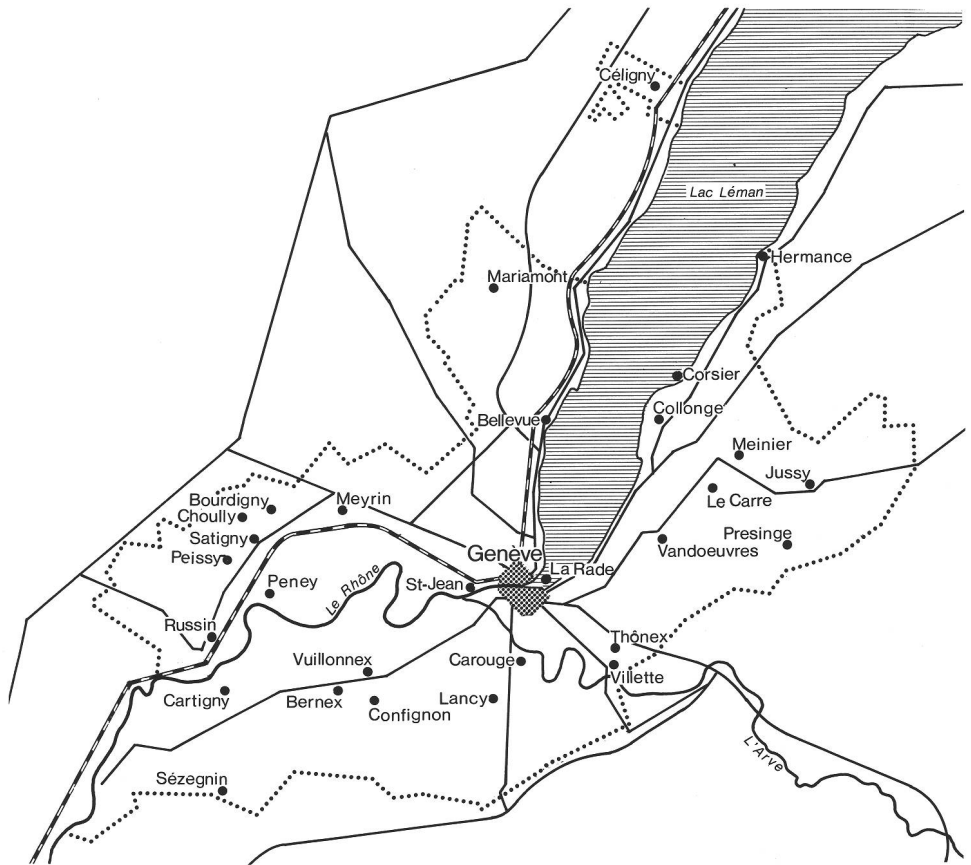 Céligny
Lac Léman
Hermance
Mariamont
Corsier
Collonge
Bellevue
Meinier
Jussy
Le Carre
Bourdigny
Meyrin
Choully
Satigny
Presinge
Peissy
Vandoeuvres
Genève
La Rade
Peney
Le Rhône
St-Jean
Russin
Thônex
Vuillonnex
Carouge
Villette
Cartigny
Bernex
Confignon
Lancy
L'Arve
Sézegnin